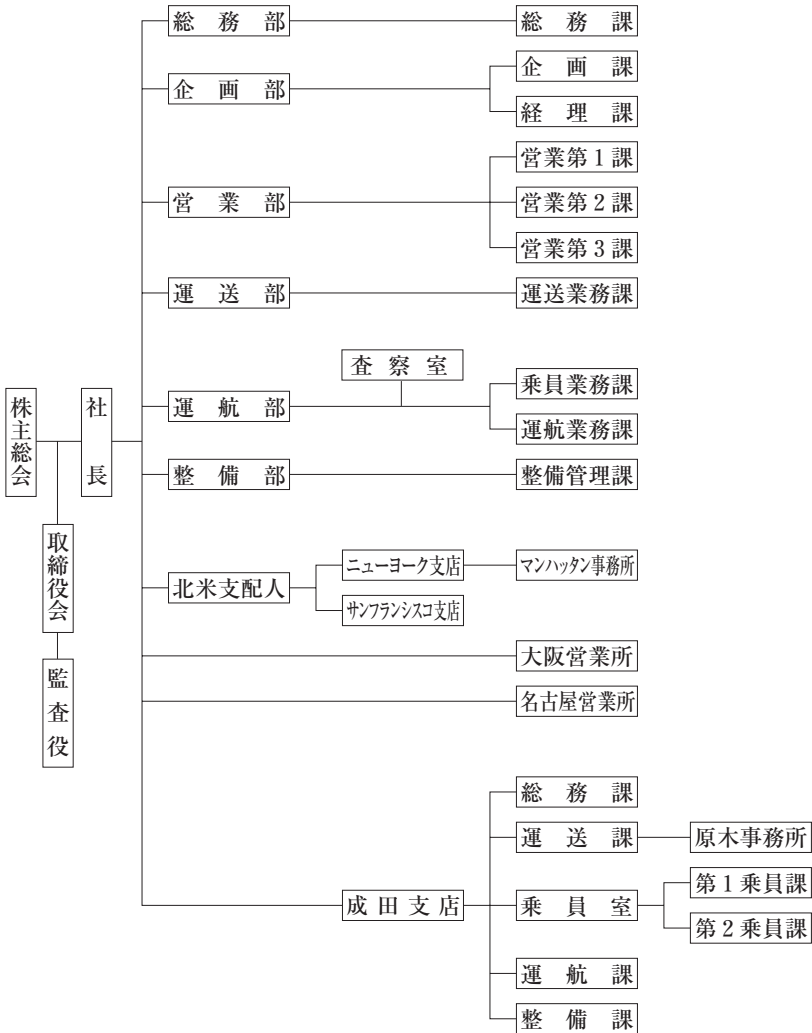 株主総会
取締役会
監査役
社長
総務部
総務課
企画部
企画課
経理課
営業部
営業第1課
営業第2課
営業第3課
運送部
運送業務課
運航部
査察室
乗員業務課
運航業務課
整備部
整備管理課
北米支配人
ニューヨーク支店
マンハッタン事務所
サンフランシスコ支店
大阪営業所
名古屋営業所
成田支店
総務課
運送課
原木事務所
乗員室
第1乗員課
第2乗員課
運航課
整備課